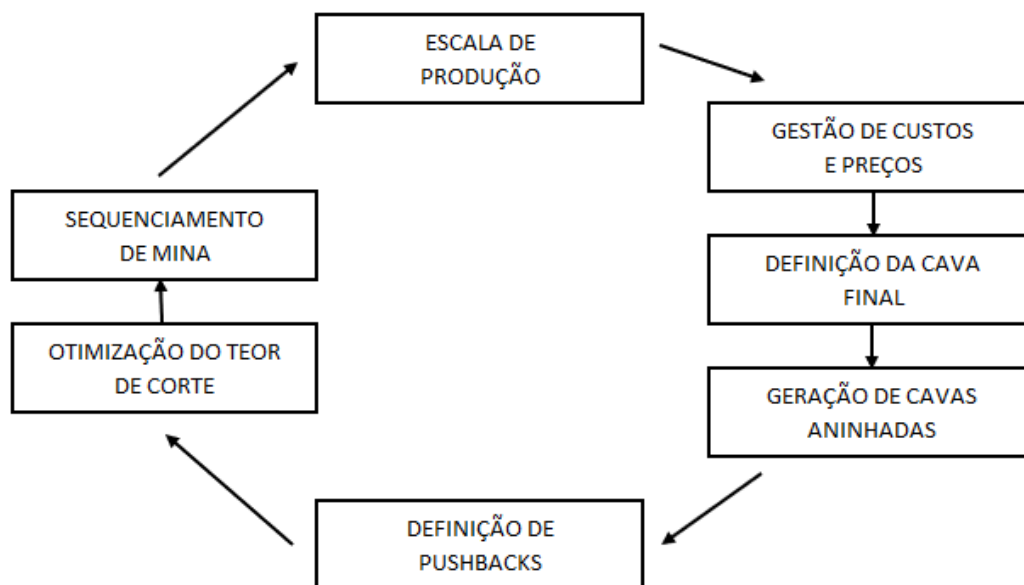 ESCALA DE
PRODUÇÃO
GESTÃO DE CUSTOS
E PREÇOS
DEFINIÇÃO DA CAVA
FINAL
GERAÇÃO DE CAVAS
ANINHADAS
DEFINIÇÃO DE
PUSHBACKS
OTIMIZAÇÃO DO TEOR
DE CORTE
SEQUENCIAMENTO
DE MINA